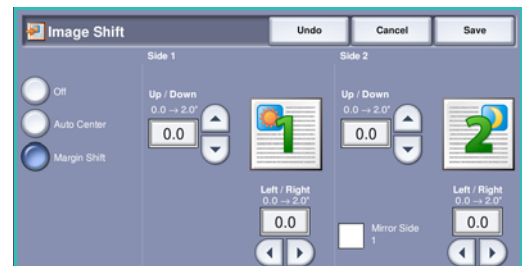 Image Shift
Undo
Cancel
Save
Side 1
Side 2
Off
Auto Center
Margin Shift
Up / Down
0.0 → 2.0"
0.0
1
Left / Right
0.0 → 2.0"
0.0
Up / Down
0.0 → 2.0"
0.0
2
Mirror Side
1
Left / Right
0.0 → 2.0"
0.0